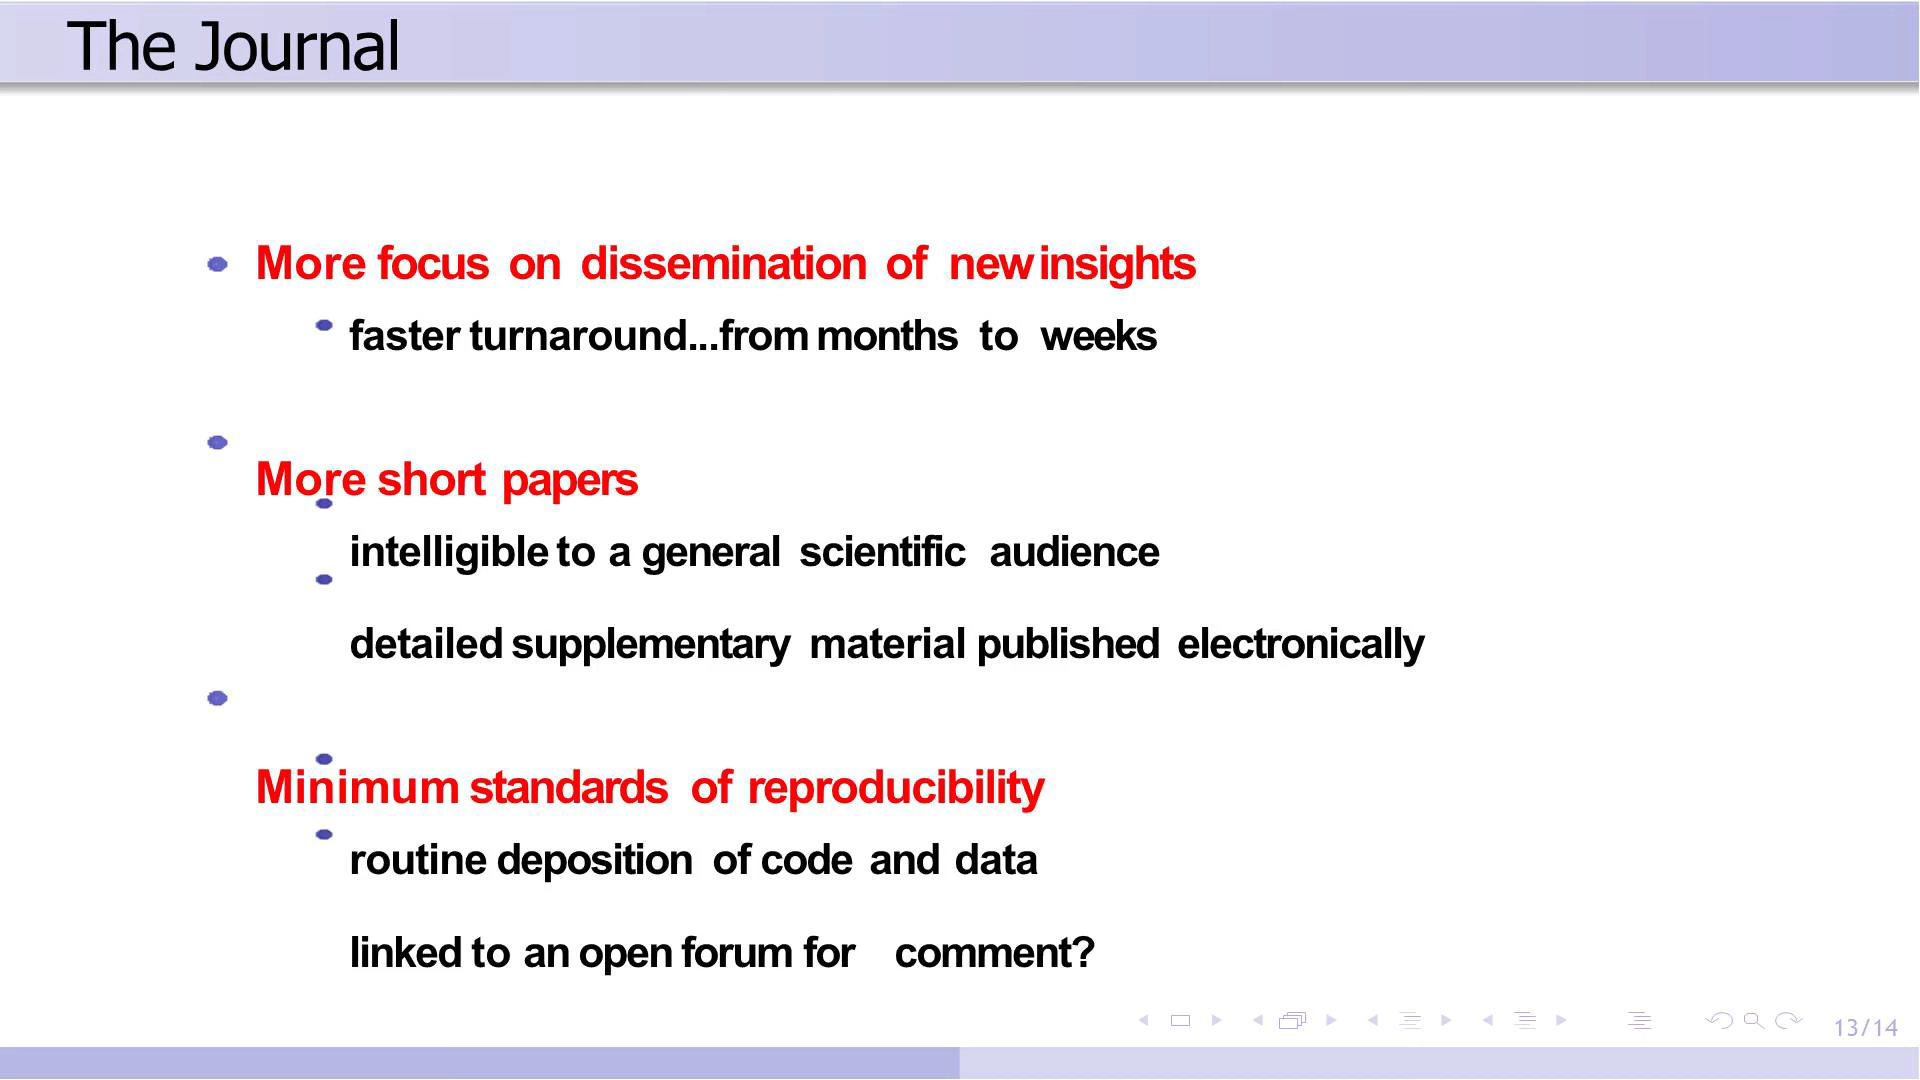 The Journal
More focus on dissemination of new insights
faster turnaround...from months to weeks
More short papers
intelligible to a general scientific audience
detailed supplementary material published electronically
Minimum standards of reproducibility
routine deposition of code and data
linked to an open forum for comment?
13/14